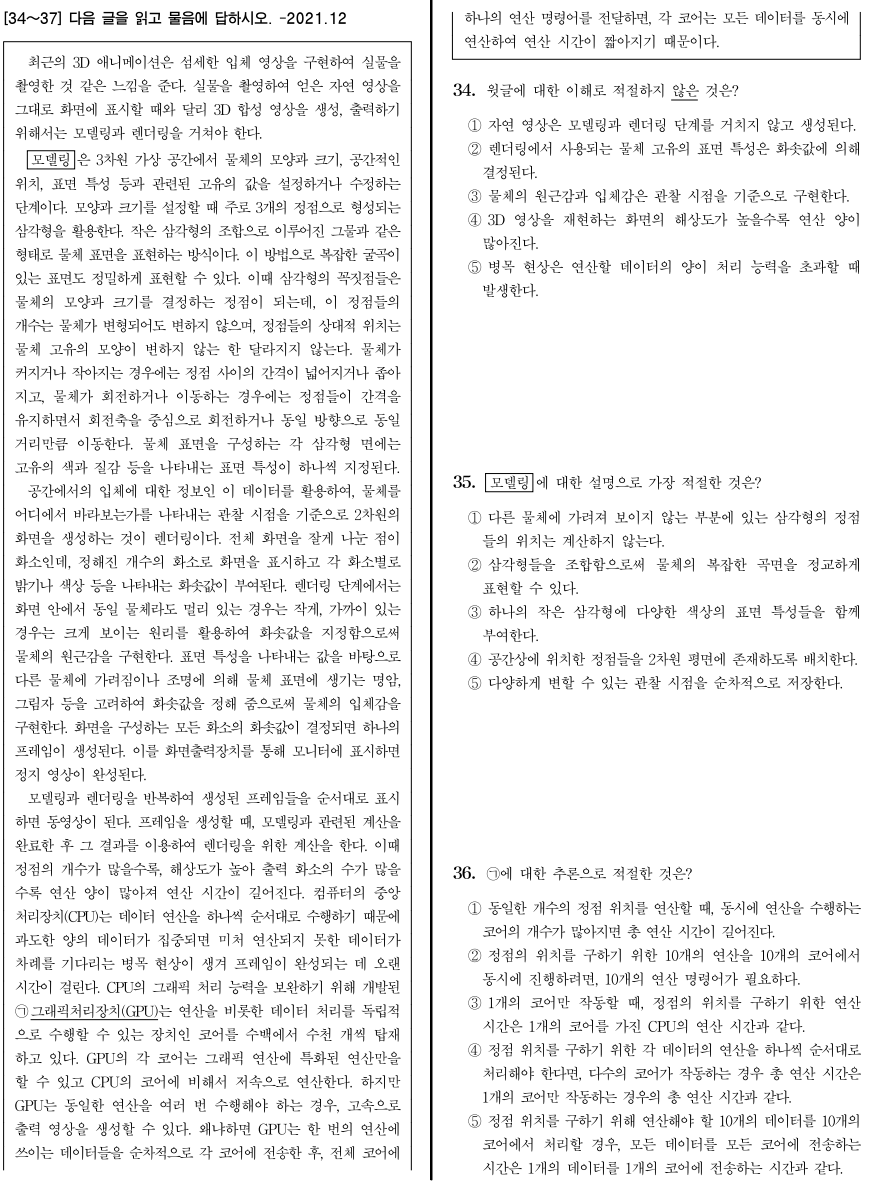 [34~37] 다음 글을 읽고 물음에 답하시오. -2021.12
최근의 3D 애니메이션은 섬세한 입체 영상을 구현하여 실물을
촬영한 것 같은 느낌을 준다. 실물을 촬영하여 얻은 자연 영상을
그대로 화면에 표시할 때와 달리 3D 합성 영상을 생성, 출력하기
위해서는 모델링과 렌더링을 거쳐야 한다.
모델링은 3차원 가상 공간에서 물체의 모양과 크기, 공간적인
위치, 표면 특성 등과 관련된 고유의 값을 설정하거나 수정하는
단계이다. 모양과 크기를 설정할 때 주로 3개의 정점으로 형성되는
삼각형을 활용한다. 작은 삼각형의 조합으로 이루어진 그물과 같은
형태로 물체 표면을 표현하는 방식이다. 이 방법으로 복잡한 굴곡이
있는 표면도 정밀하게 표현할 수 있다. 이때 삼각형의 꼭짓점들은
물체의 모양과 크기를 결정하는 정점이 되는데, 이 정점들의
개수는 물체가 변형되어도 변하지 않으며, 정점들의 상대적 위치는
물체 고유의 모양이 변하지 않는 한 달라지지 않는다. 물체가
커지거나 작아지는 경우에는 정점 사이의 간격이 넓어지거나 좁아
지고, 물체가 회전하거나 이동하는 경우에는 정점들이 간격을
유지하면서 회전축을 중심으로 회전하거나 동일 방향으로 동일
거리만큼 이동한다. 물체 표면을 구성하는 각 삼각형 면에는
고유의 색과 질감 등을 나타내는 표면 특성이 하나씩 지정된다.
공간에서의 입체에 대한 정보인 이 데이터를 활용하여, 물체를
어디에서 바라보는가를 나타내는 관찰 시점을 기준으로 2차원의
화면을 생성하는 것이 렌더링이다. 전체 화면을 잘게 나눈 점이
화소인데, 정해진 개수의 화소로 화면을 표시하고 각 화소별로
밝기나 색상 등을 나타내는 화솟값이 부여된다. 렌더링 단계에서는
화면 안에서 동일 물체라도 멀리 있는 경우는 작게, 가까이 있는
경우는 크게 보이는 원리를 활용하여 화솟값을 지정함으로써
물체의 원근감을 구현한다. 표면 특성을 나타내는 값을 바탕으로
다른 물체에 가려짐이나 조명에 의해 물체 표면에 생기는 명암,
그림자 등을 고려하여 화솟값을 정해 줌으로써 물체의 입체감을
구현한다. 화면을 구성하는 모든 화소의 화솟값이 결정되면 하나의
프레임이 생성된다. 이를 화면출력장치를 통해 모니터에 표시하면
정지 영상이 완성된다.
모델링과 렌더링을 반복하여 생성된 프레임들을 순서대로 표시
하면 동영상이 된다. 프레임을 생성할 때, 모델링과 관련된 계산을
완료한 후 그 결과를 이용하여 렌더링을 위한 계산을 한다. 이때
정점의 개수가 많을수록, 해상도가 높아 출력 화소의 수가 많을
수록 연산 양이 많아져 연산 시간이 길어진다. 컴퓨터의 중앙
처리장치(CPU)는 데이터 연산을 하나씩 순서대로 수행하기 때문에
과도한 양의 데이터가 집중되면 미처 연산되지 못한 데이터가
차례를 기다리는 병목 현상이 생겨 프레임이 완성되는 데 오랜
시간이 걸린다. CPU의 그래픽 처리 능력을 보완하기 위해 개발된
㉠그래픽처리장치(GPU)는 연산을 비롯한 데이터 처리를 독립적
으로 수행할 수 있는 장치인 코어를 수백에서 수천 개씩 탑재
하고 있다. GPU의 각 코어는 그래픽 연산에 특화된 연산만을
할 수 있고 CPU의 코어에 비해서 저속으로 연산한다. 하지만
GPU는 동일한 연산을 여러 번 수행해야 하는 경우, 고속으로
출력 영상을 생성할 수 있다. 왜냐하면 GPU는 한 번의 연산에
쓰이는 데이터들을 순차적으로 각 코어에 전송한 후, 전체 코어에
하나의 연산 명령어를 전달하면, 각 코어는 모든 데이터를 동시에
연산하여 연산 시간이 짧아지기 때문이다.
34. 윗글에 대한 이해로 적절하지 않은 것은?
① 자연 영상은 모델링과 렌더링 단계를 거치지 않고 생성된다.
② 렌더링에서 사용되는 물체 고유의 표면 특성은 화솟값에 의해
결정된다.
③ 물체의 원근감과 입체감은 관찰 시점을 기준으로 구현한다.
④ 3D 영상을 재현하는 화면의 해상도가 높을수록 연산 양이
많아진다.
⑤ 병목 현상은 연산할 데이터의 양이 처리 능력을 초과할 때
발생한다.
35. 모델링에 대한 설명으로 가장 적절한 것은?
① 다른 물체에 가려져 보이지 않는 부분에 있는 삼각형의 정점
들의 위치는 계산하지 않는다.
② 삼각형들을 조합함으로써 물체의 복잡한 곡면을 정교하게
표현할 수 있다.
③ 하나의 작은 삼각형에 다양한 색상의 표면 특성들을 함께
부여한다.
④ 공간상에 위치한 정점들을 2차원 평면에 존재하도록 배치한다.
⑤ 다양하게 변할 수 있는 관찰 시점을 순차적으로 저장한다.
36. ㉠에 대한 추론으로 적절한 것은?
① 동일한 개수의 정점 위치를 연산할 때, 동시에 연산을 수행하는
코어의 개수가 많아지면 총 연산 시간이 길어진다.
② 정점의 위치를 구하기 위한 10개의 연산을 10개의 코어에서
동시에 진행하려면, 10개의 연산 명령어가 필요하다.
③ 1개의 코어만 작동할 때, 정점의 위치를 구하기 위한 연산
시간은 1개의 코어를 가진 CPU의 연산 시간과 같다.
④ 정점 위치를 구하기 위한 각 데이터의 연산을 하나씩 순서대로
처리해야 한다면, 다수의 코어가 작동하는 경우 총 연산 시간은
1개의 코어만 작동하는 경우의 총 연산 시간과 같다.
⑤ 정점 위치를 구하기 위해 연산해야 할 10개의 데이터를 10개의
코어에서 처리할 경우, 모든 데이터를 모든 코어에 전송하는
시간은 1개의 데이터를 1개의 코어에 전송하는 시간과 같다.